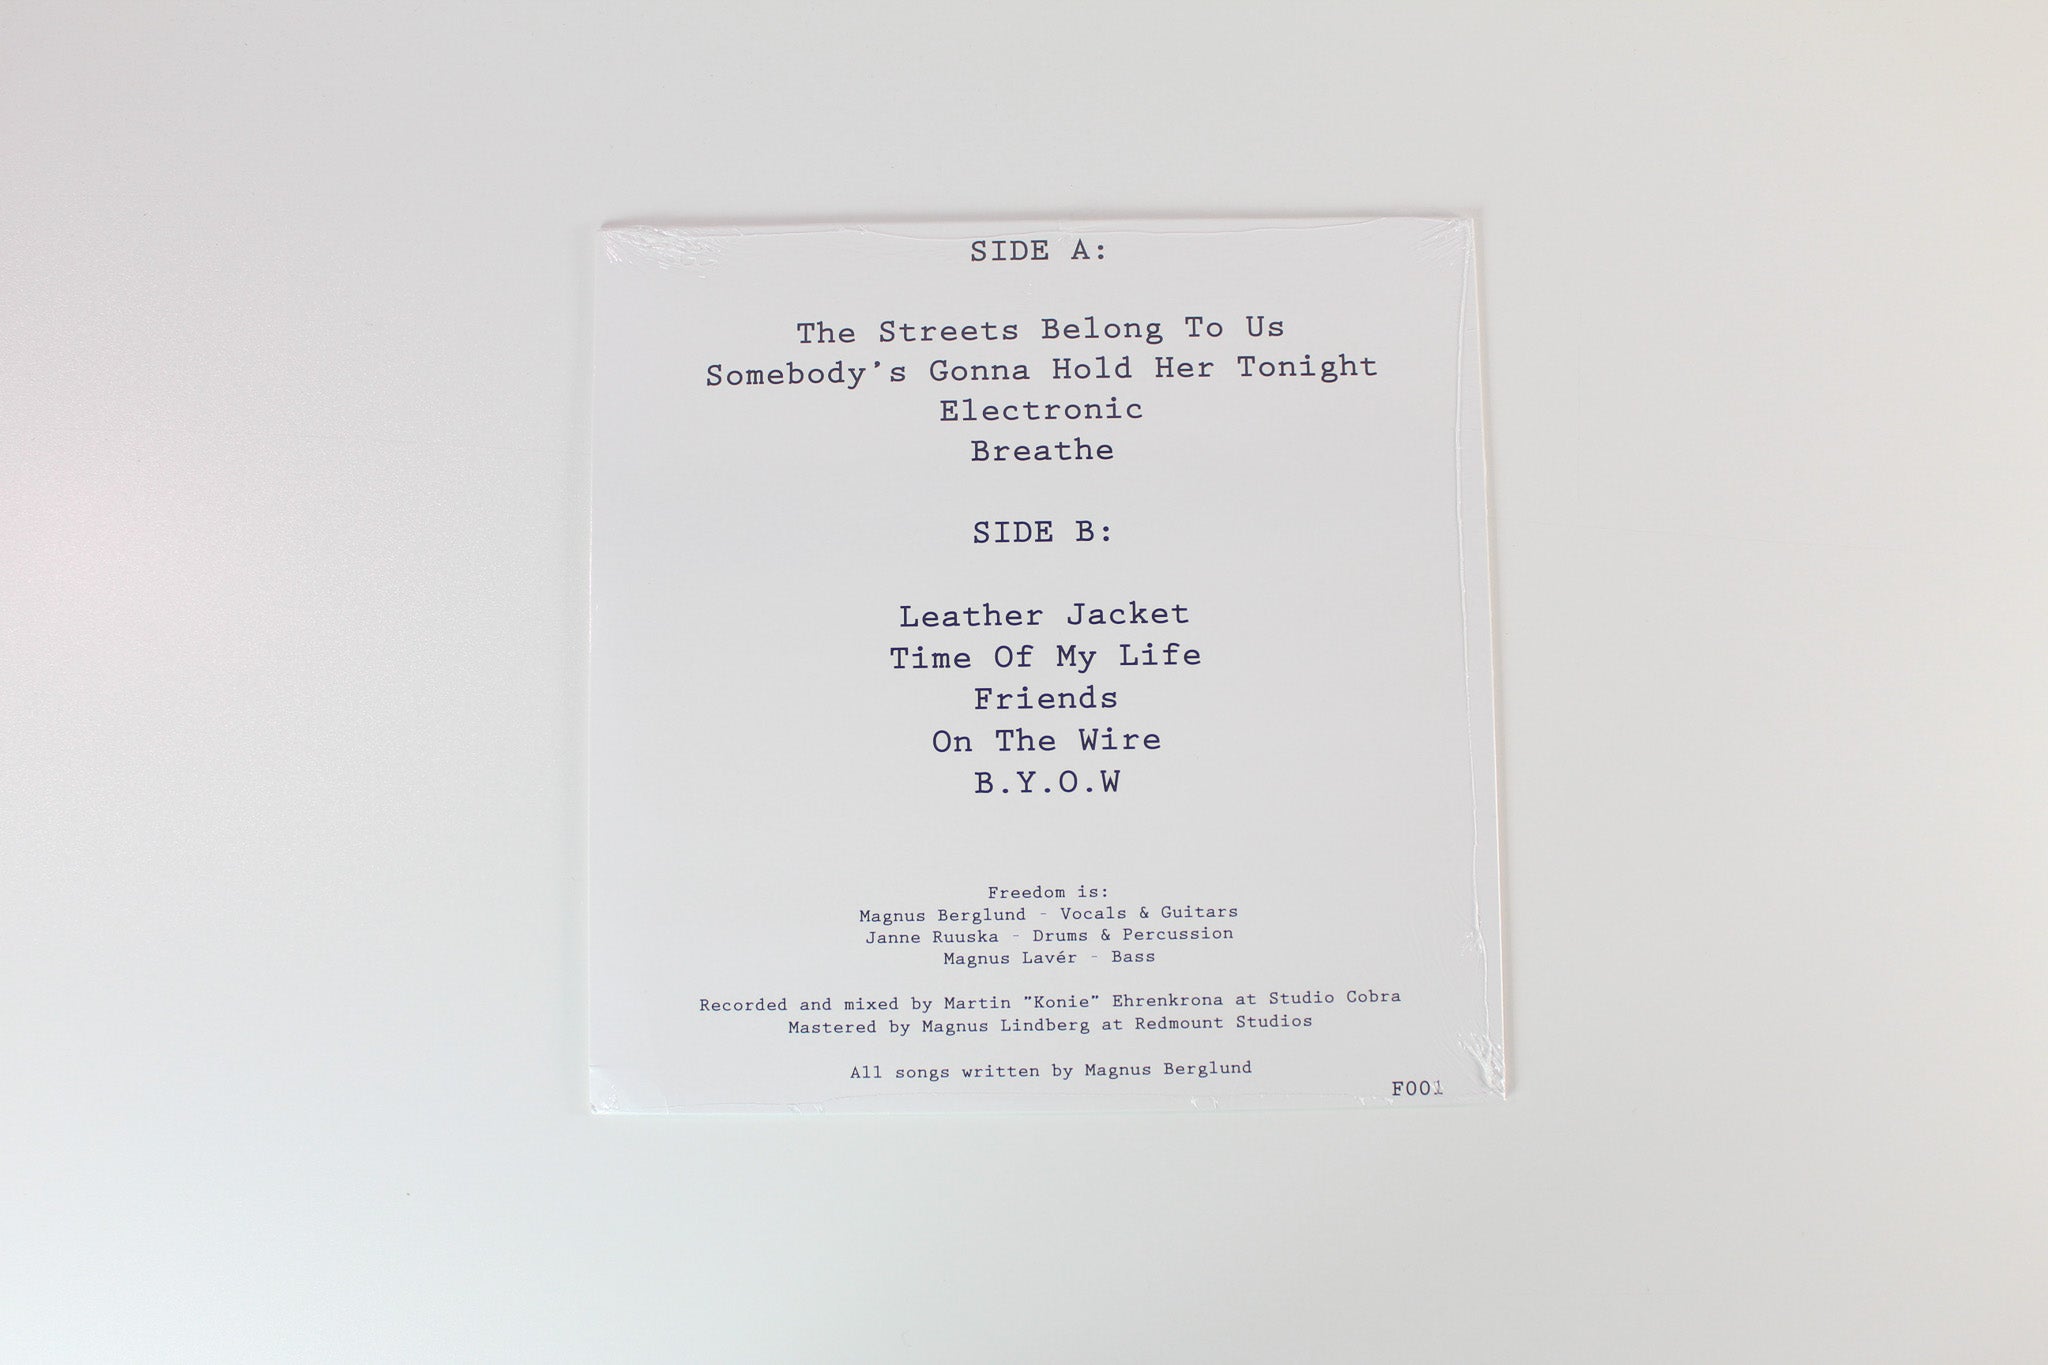 SIDE A:
The Streets Belong To Us
Somebody's Gonna Hold Her Tonight
Electronic
Breathe
SIDE B:
Leather Jacket
Time Of My Life
Friends
On The Wire
B.Y.O.W
Freedom is:
Magnus Berglund - Vocals & Guitars
Janne Ruuska - Drums & Percussion
Magnus Lavér - Bass
Recorded and mixed by Martin ”Konie” Ehrenkrona at Studio Cobra
Mastered by Magnus Lindberg at Redmount Studios
All songs written by Magnus Berglund
F001